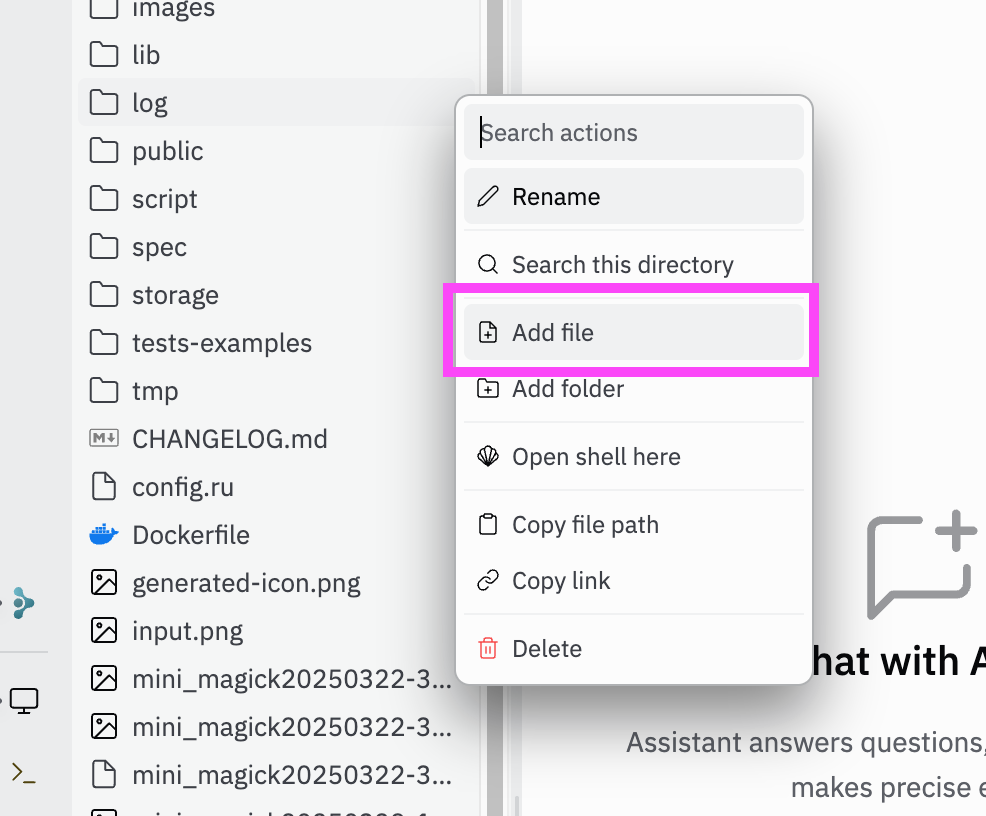 images
lib
log
public
script
spec
storage
tests-examples
tmp
CHANGELOG.md
config.ru
Dockerfile
generated-icon.png
input.png
mini_magick20250322-3...
mini_magick20250322-3...
mini_magick20250322-3...
Search actions
Rename
Search this directory
Add file
Add folder
Open shell here
Copy file path
Copy link
Delete
hat with A
Assistant answers questions,
makes precise e